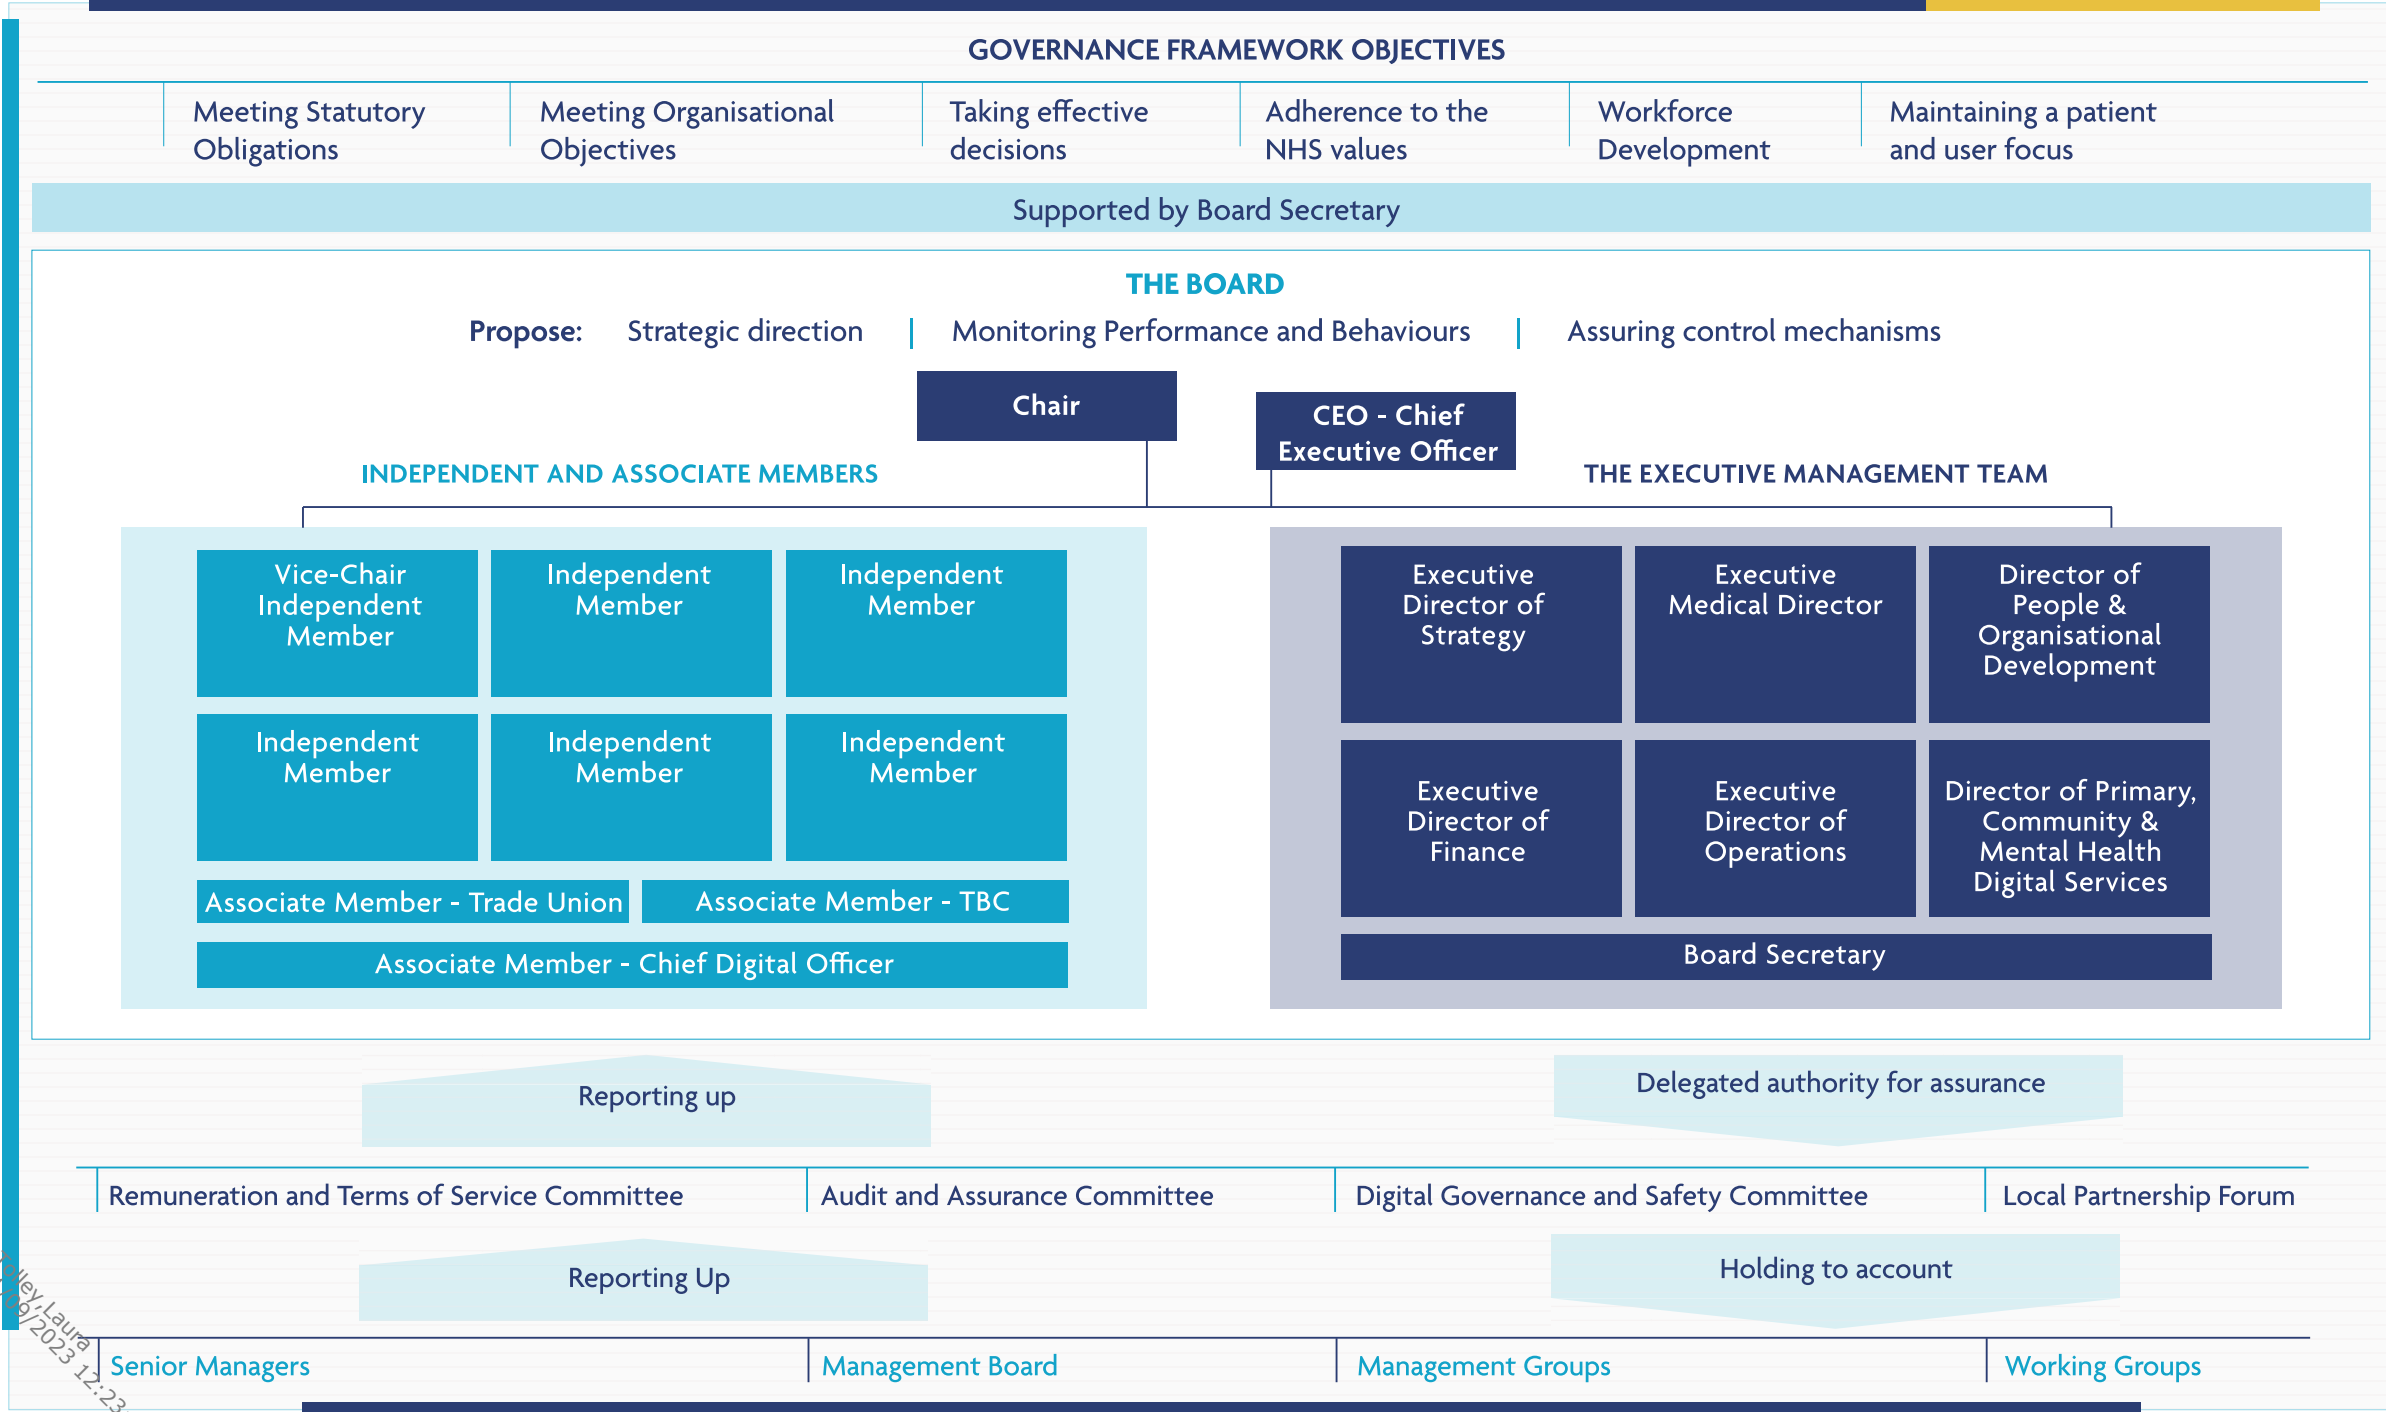 GOVERNANCE FRAMEWORK OBJECTIVES
Meeting Statutory
Obligations
Meeting Organisational
Objectives
Taking effective
decisions
Adherence to the
NHS values
Workforce
Development
Maintaining a patient
and user focus
Supported by Board Secretary
THE BOARD
Propose: Strategic direction | Monitoring Performance and Behaviours | Assuring control mechanisms
Chair
CEO - Chief
Executive Officer
INDEPENDENT AND ASSOCIATE MEMBERS
THE EXECUTIVE MANAGEMENT TEAM
Vice-Chair
Independent
Member
Independent
Member
Independent
Member
Independent
Member
Independent
Member
Independent
Member
Associate Member - Trade Union
Associate Member - TBC
Associate Member - Chief Digital Officer
Executive
Director of
Strategy
Executive
Medical Director
Director of
People &
Organisational
Development
Executive
Director of
Finance
Executive
Director of
Operations
Director of Primary,
Community &
Mental Health
Digital Services
Board Secretary
Reporting up
Delegated authority for assurance
Remuneration and Terms of Service Committee
Audit and Assurance Committee
Digital Governance and Safety Committee
Local Partnership Forum
Reporting Up
Holding to account
Senior Managers
Management Board
Management Groups
Working Groups
Laura
/09/2023 12:23